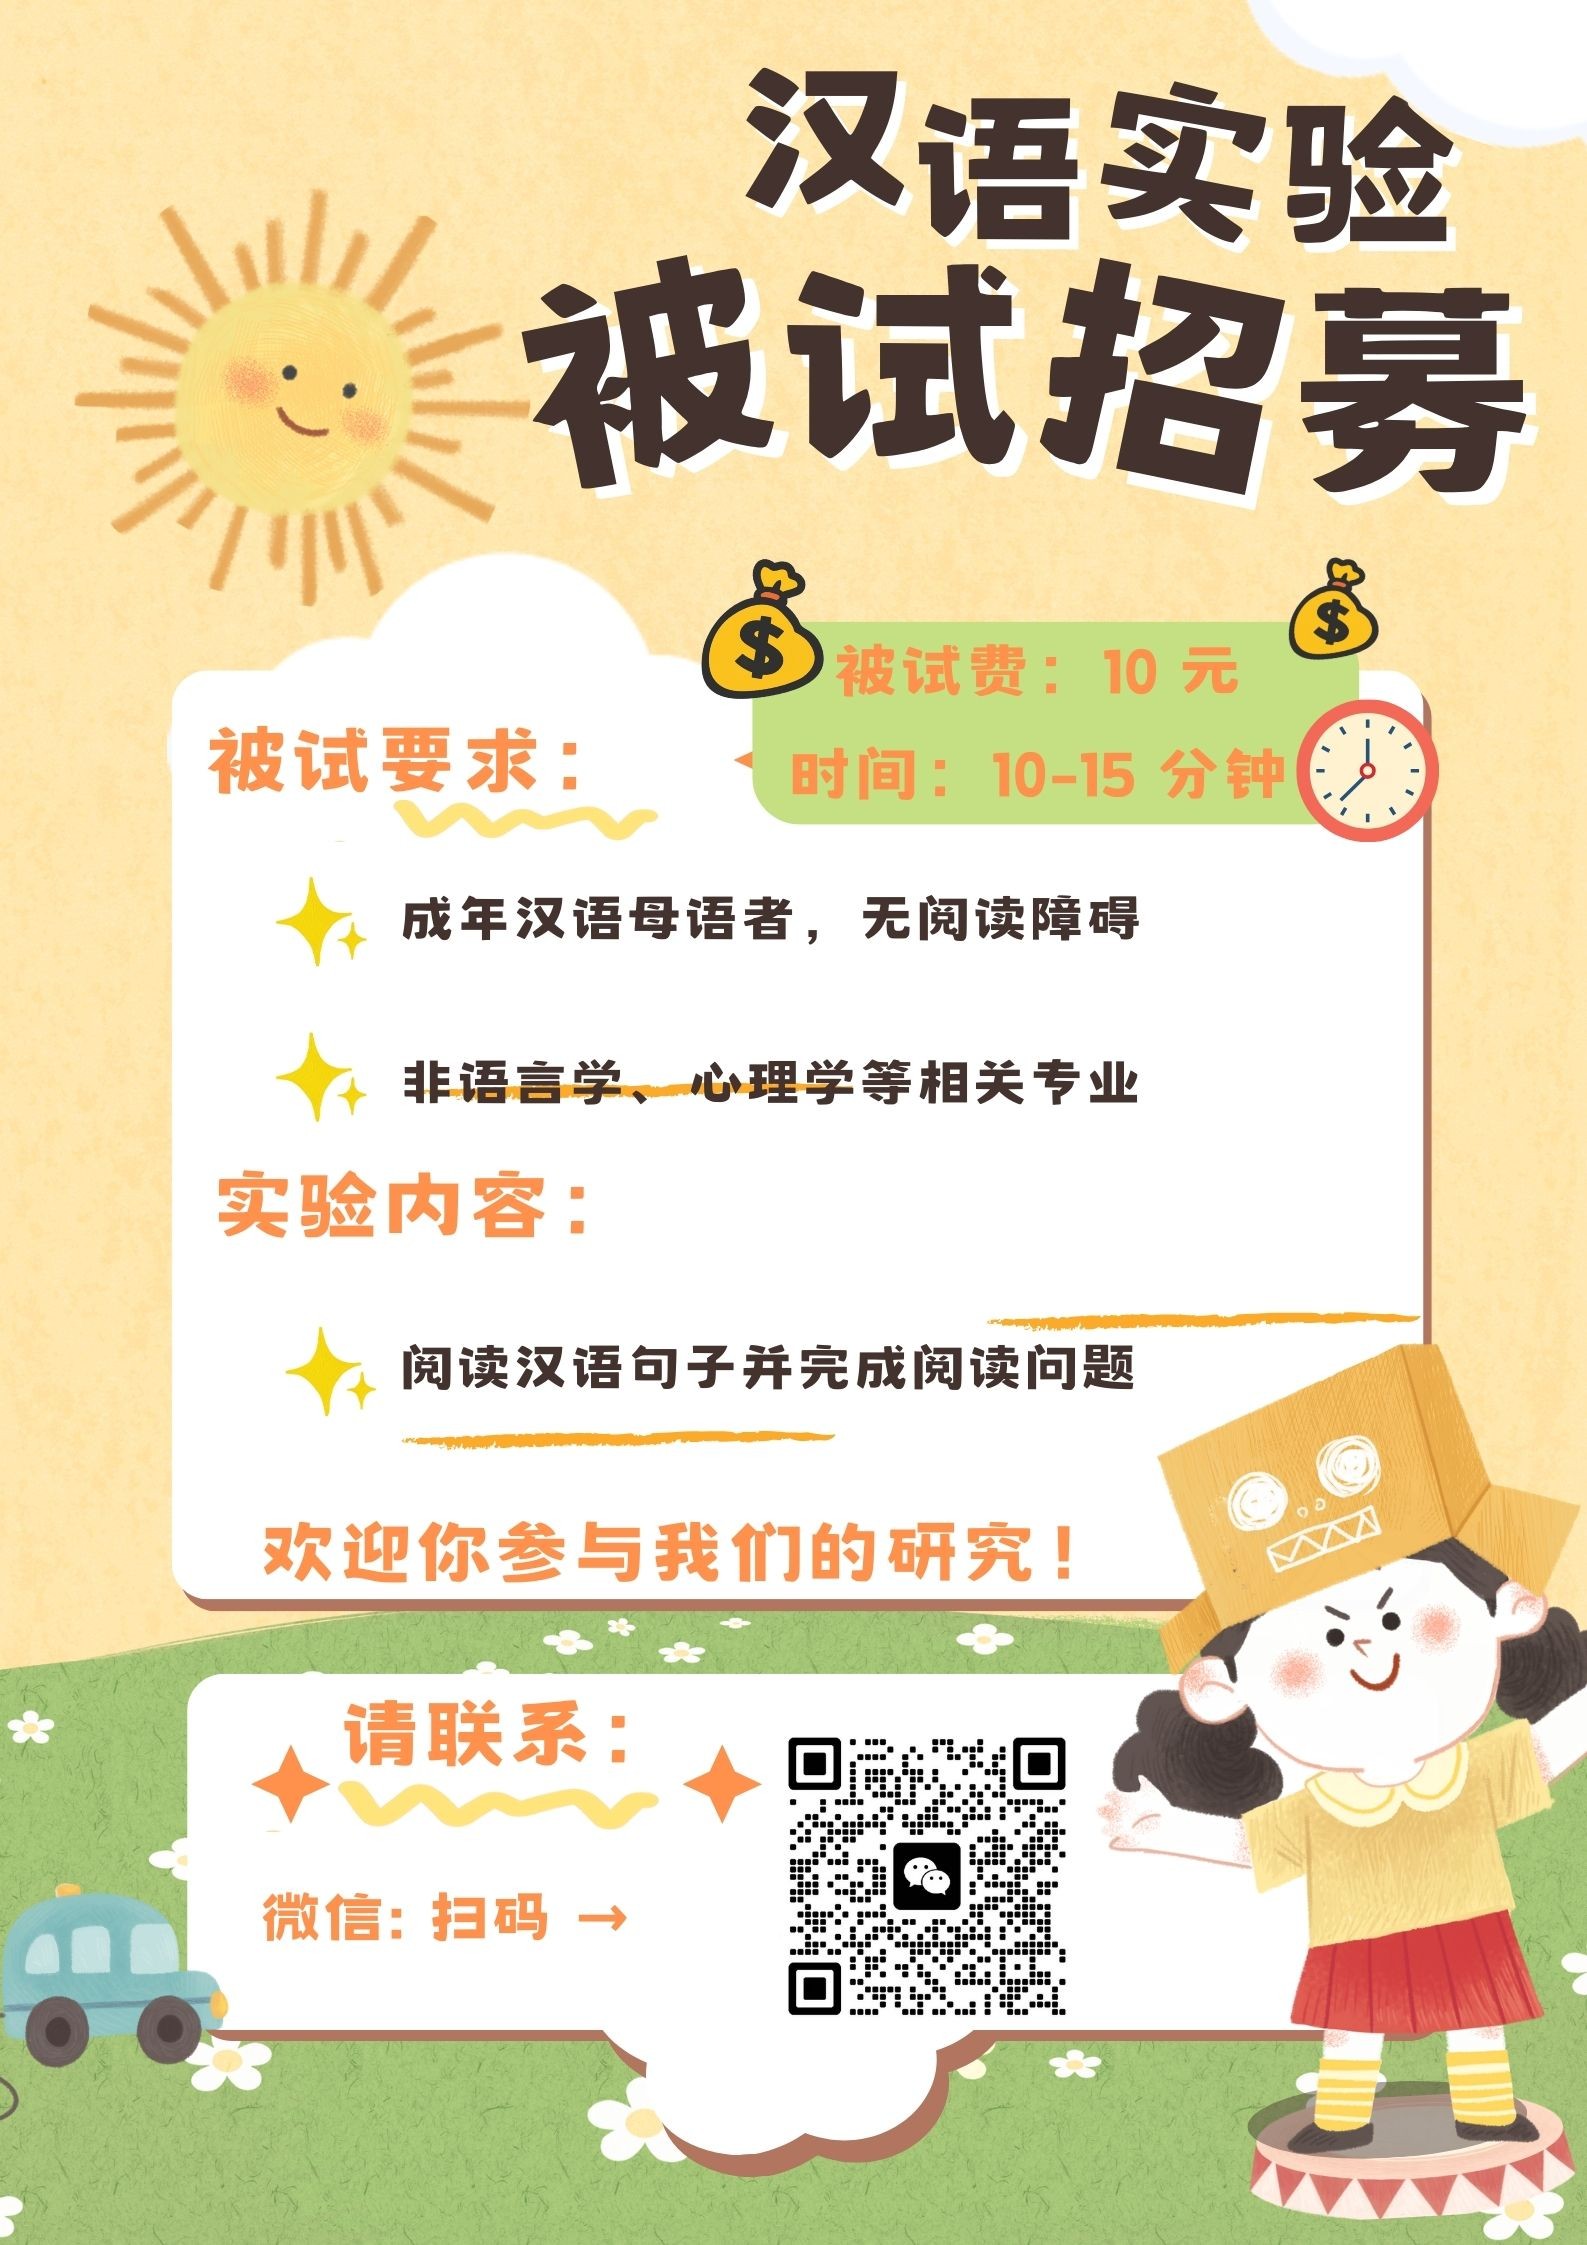 汉语实验
被试招募
被试费：10 元
时间：10-15 分钟
被试要求：
成年汉语母语者，无阅读障碍
非语言学、心理学等相关专业
实验内容：
阅读汉语句子并完成阅读问题
欢迎你参与我们的研究！
请联系：
微信: 扫码 →